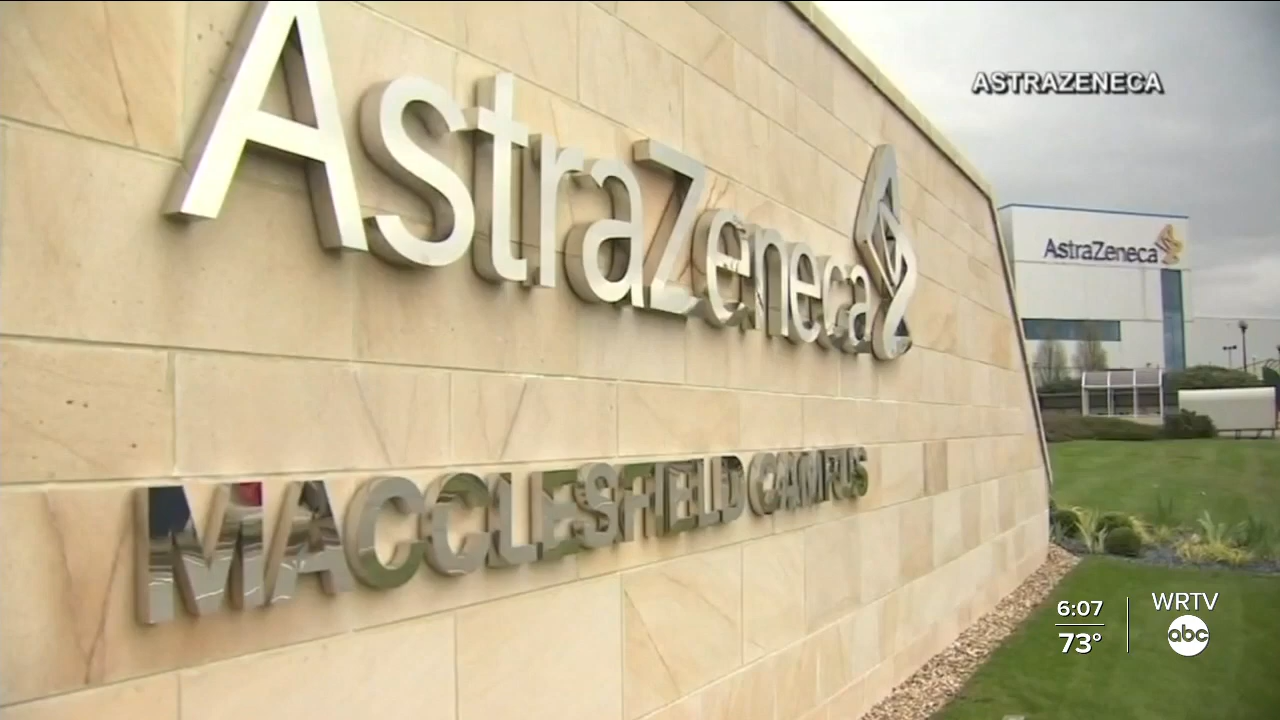 ASTRAZENECA
AstraZeneca
AstraZeneca
MACCLESFIELD CAMPUS
6:07
73°
WRTV
abc